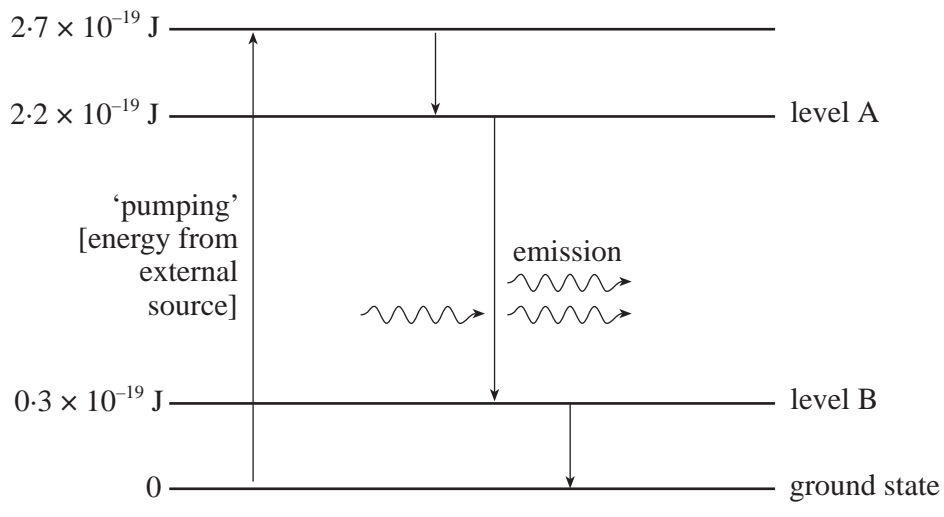 2·7 × 10⁻¹⁹ J
2·2 × 10⁻¹⁹ J
level A
‘pumping’
[energy from
external
source]
emission
0·3 × 10⁻¹⁹ J
level B
0
ground state